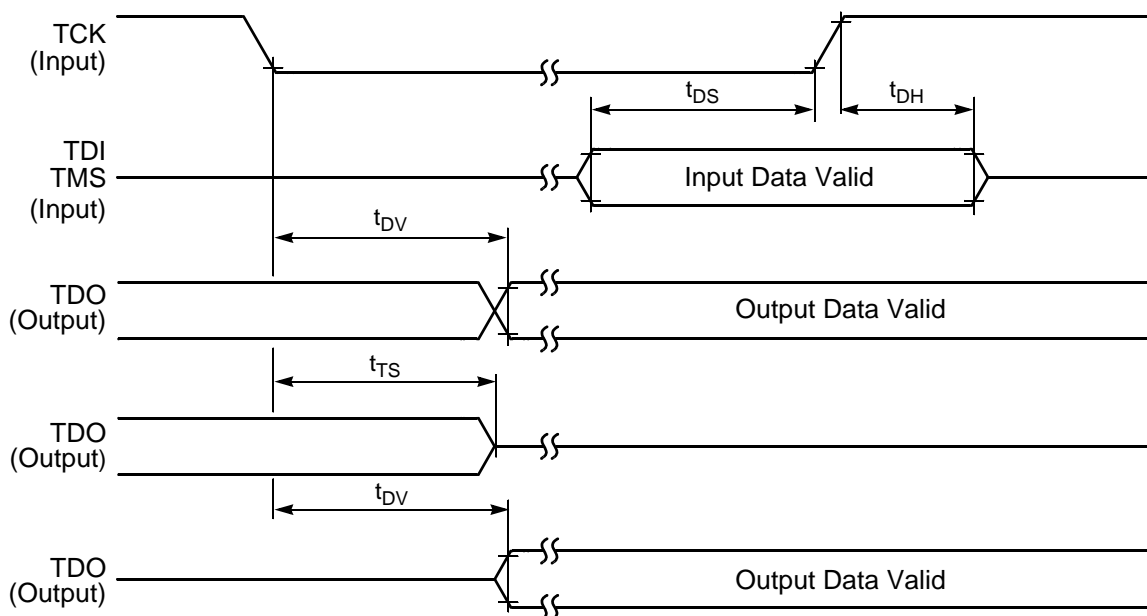 TCK
(Input)
tDS
tDH
TDI
TMS
(Input)
Input Data Valid
tDV
TDO
(Output)
Output Data Valid
tTS
TDO
(Output)
tDV
TDO
(Output)
Output Data Valid